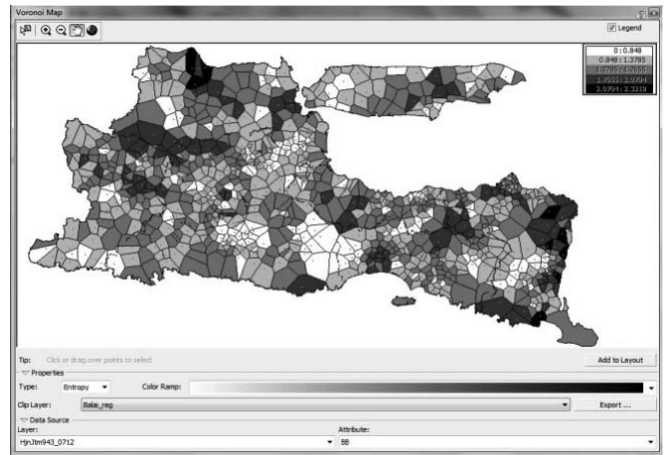 Voronoi Map
Legend
0 : 0.848
0.848 : 1.3785
Tip: Click or drag over points to select
Add to Layout
Properties
Type: Entropy Color Ramp:
Clip Layer: Balai_reg Export ...
Data Source
Layer: Attribute:
HjnJtm943_0712 BB